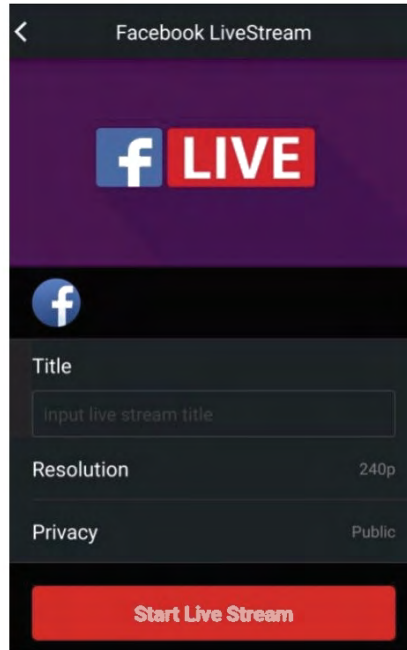 Facebook LiveStream
f LIVE
f
Title
input live stream title
Resolution 240p
Privacy Public
Start Live Stream